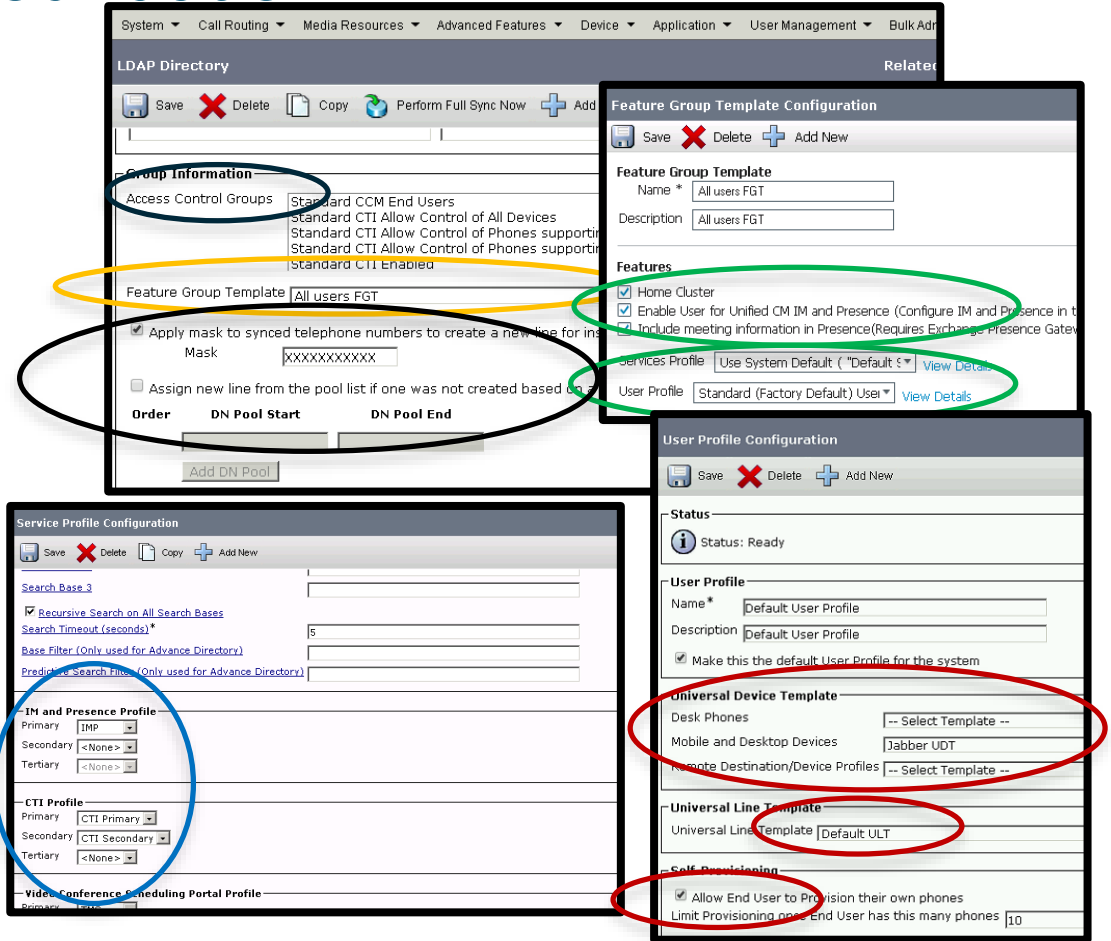 System Call Routing Media Resources Advanced Features Device Application User Management Bulk
LDAP Directory
Save Delete Copy Perform Full Sync Now Add
Group Information
Access Control Groups
Standard CCM End Users
Standard CTI Allow Control of All Devices
Standard CTI Allow Control of Phones
Standard CTI Allow Control of Phones
Standard CTI Enabled
Feature Group Template All users FGT
Apply mask to synced telephone numbers to create a new line for
Mask XXXXXXXXXXX
Assign new line from the pool list if one was not created based on
Order DN Pool Start DN Pool End
Add DN Pool
Feature Group Template Configuration
Save Delete Add New
Feature Group Template
Name * All users FGT
Description All users FGT
Features
Home Cluster
Enable User for Unified CM IM and Presence (Configure IM and Presence in
Include meeting information in Presence(Requires Exchange Presence
Services Profile Use System Default ( "Default View Details
User Profile Standard (Factory Default) View Details
User Profile Configuration
Save Delete Add New
Status
Status: Ready
User Profile
Name* Default User Profile
Description Default User Profile
Make this the default User Profile for the system
Universal Device Template
Desk Phones -- Select Template --
Mobile and Desktop Devices Jabber UDT
Remote Destination/Device Profiles -- Select Template --
Universal Line Template
Universal Line Template Default ULT
Self-Provisioning
Allow End User to Provision their own phones
Limit Provisioning once End User has this many phones 10
Service Profile Configuration
Save Delete Copy Add New
Search Base 3
Recursive Search on All Search Bases
Search Timeout (seconds)* 5
Base Filter (Only used for Advance Directory)
Predictive Search Filter (Only used for Advance Directory)
IM and Presence Profile
Primary IMP
Secondary <None>
Tertiary <None>
CTI Profile
Primary CTI Primary
Secondary CTI Secondary
Tertiary <None>
Video Conference Scheduling Portal Profile
Primary